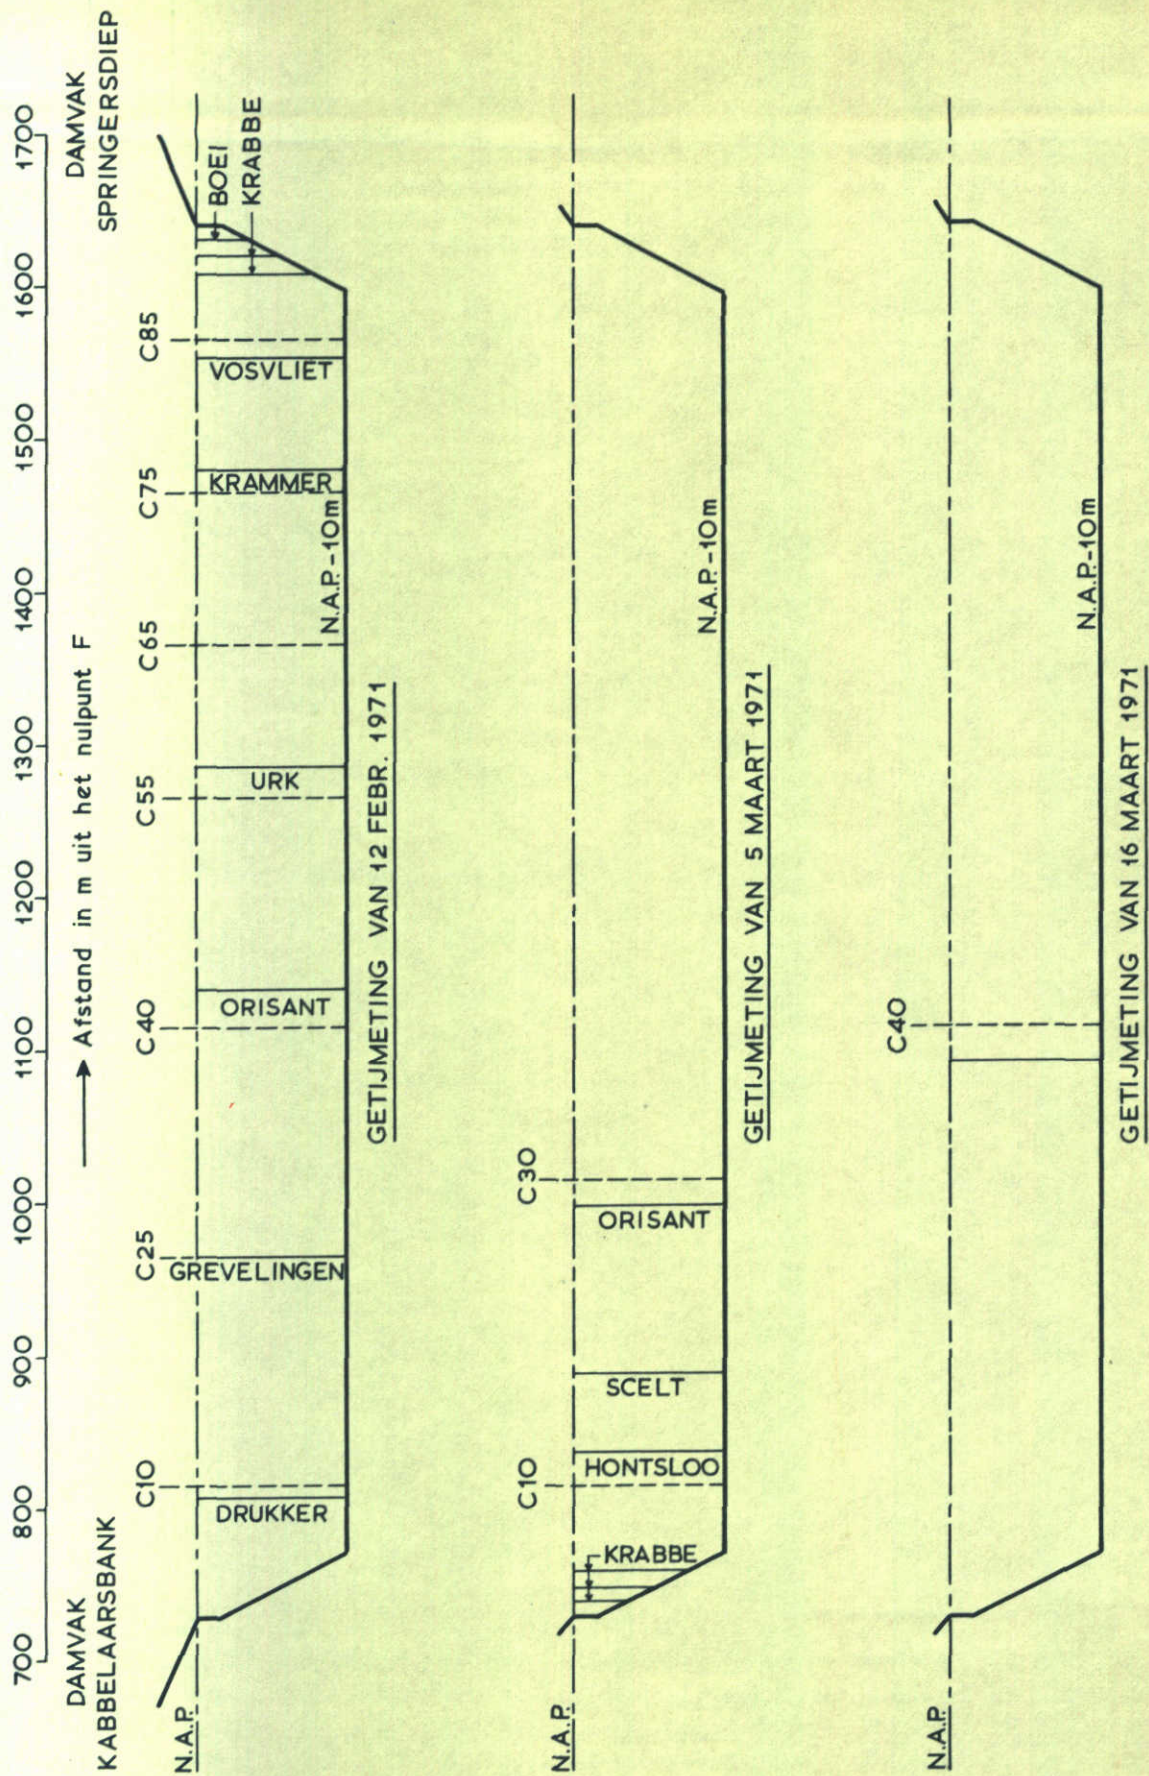 700 800 900 1000 1100 1200 1300 1400 1500 1600 1700
Afstand in m uit het nulpunt F
DAMVAK
KABBELAARSBANK
DAMVAK
SPRINGERSDIEP
C10
C25
C40
C55
C65
C75
C85
N.A.P.
DRUKKER
GREVELINGEN
ORISANT
URK
KRAMMER
VOSVLIET
BOEI
KRABBE
N.A.P.-10m
GETIJMETING VAN 12 FEBR. 1971
C10
C30
N.A.P.
KRABBE
HONTSLOO
SCELT
ORISANT
N.A.P.-10m
GETIJMETING VAN 5 MAART 1971
C40
N.A.P.
N.A.P.-10m
GETIJMETING VAN 16 MAART 1971